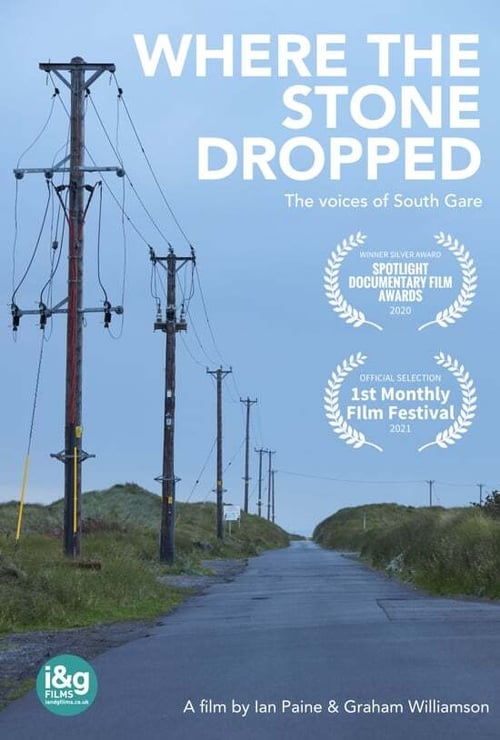 WHERE THE
STONE
DROPPED
The voices of South Gare
WINNER SILVER AWARD
SPOTLIGHT
DOCUMENTARY FILM
AWARDS
2020
OFFICIAL SELECTION
1st Monthly
FIlm Festival
2021
i&g
FILMS
iandgfilms.co.uk
A film by Ian Paine & Graham Williamson